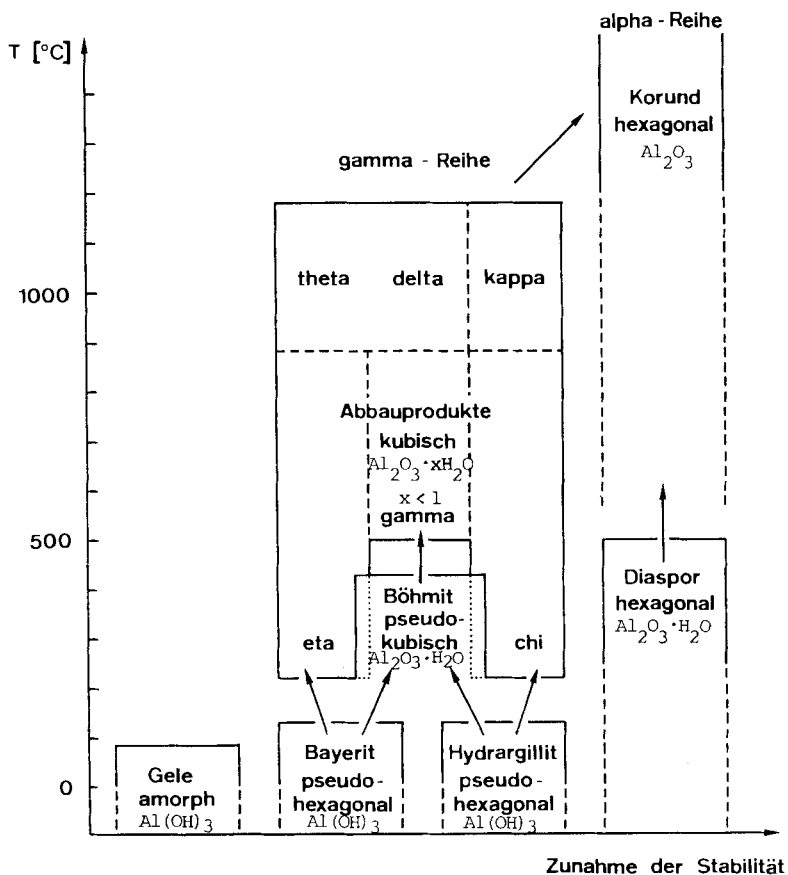 alpha-Reihe
T [°C]
Korund
hexagonal
Al₂O₃
gamma - Reihe
theta
delta
kappa
1000
Abbauprodukte
kubisch
Al₂O₃·xH₂O
x < 1
gamma
500
Böhmit
pseudo-
kubisch
Al₂O₃·H₂O
eta
chi
Diaspor
hexagonal
Al₂O₃·H₂O
0
Gele
amorph
Al(OH)₃
Bayerit
pseudo-
hexagonal
Al(OH)₃
Hydrargillit
pseudo-
hexagonal
Al(OH)₃
Zunahme der Stabilität